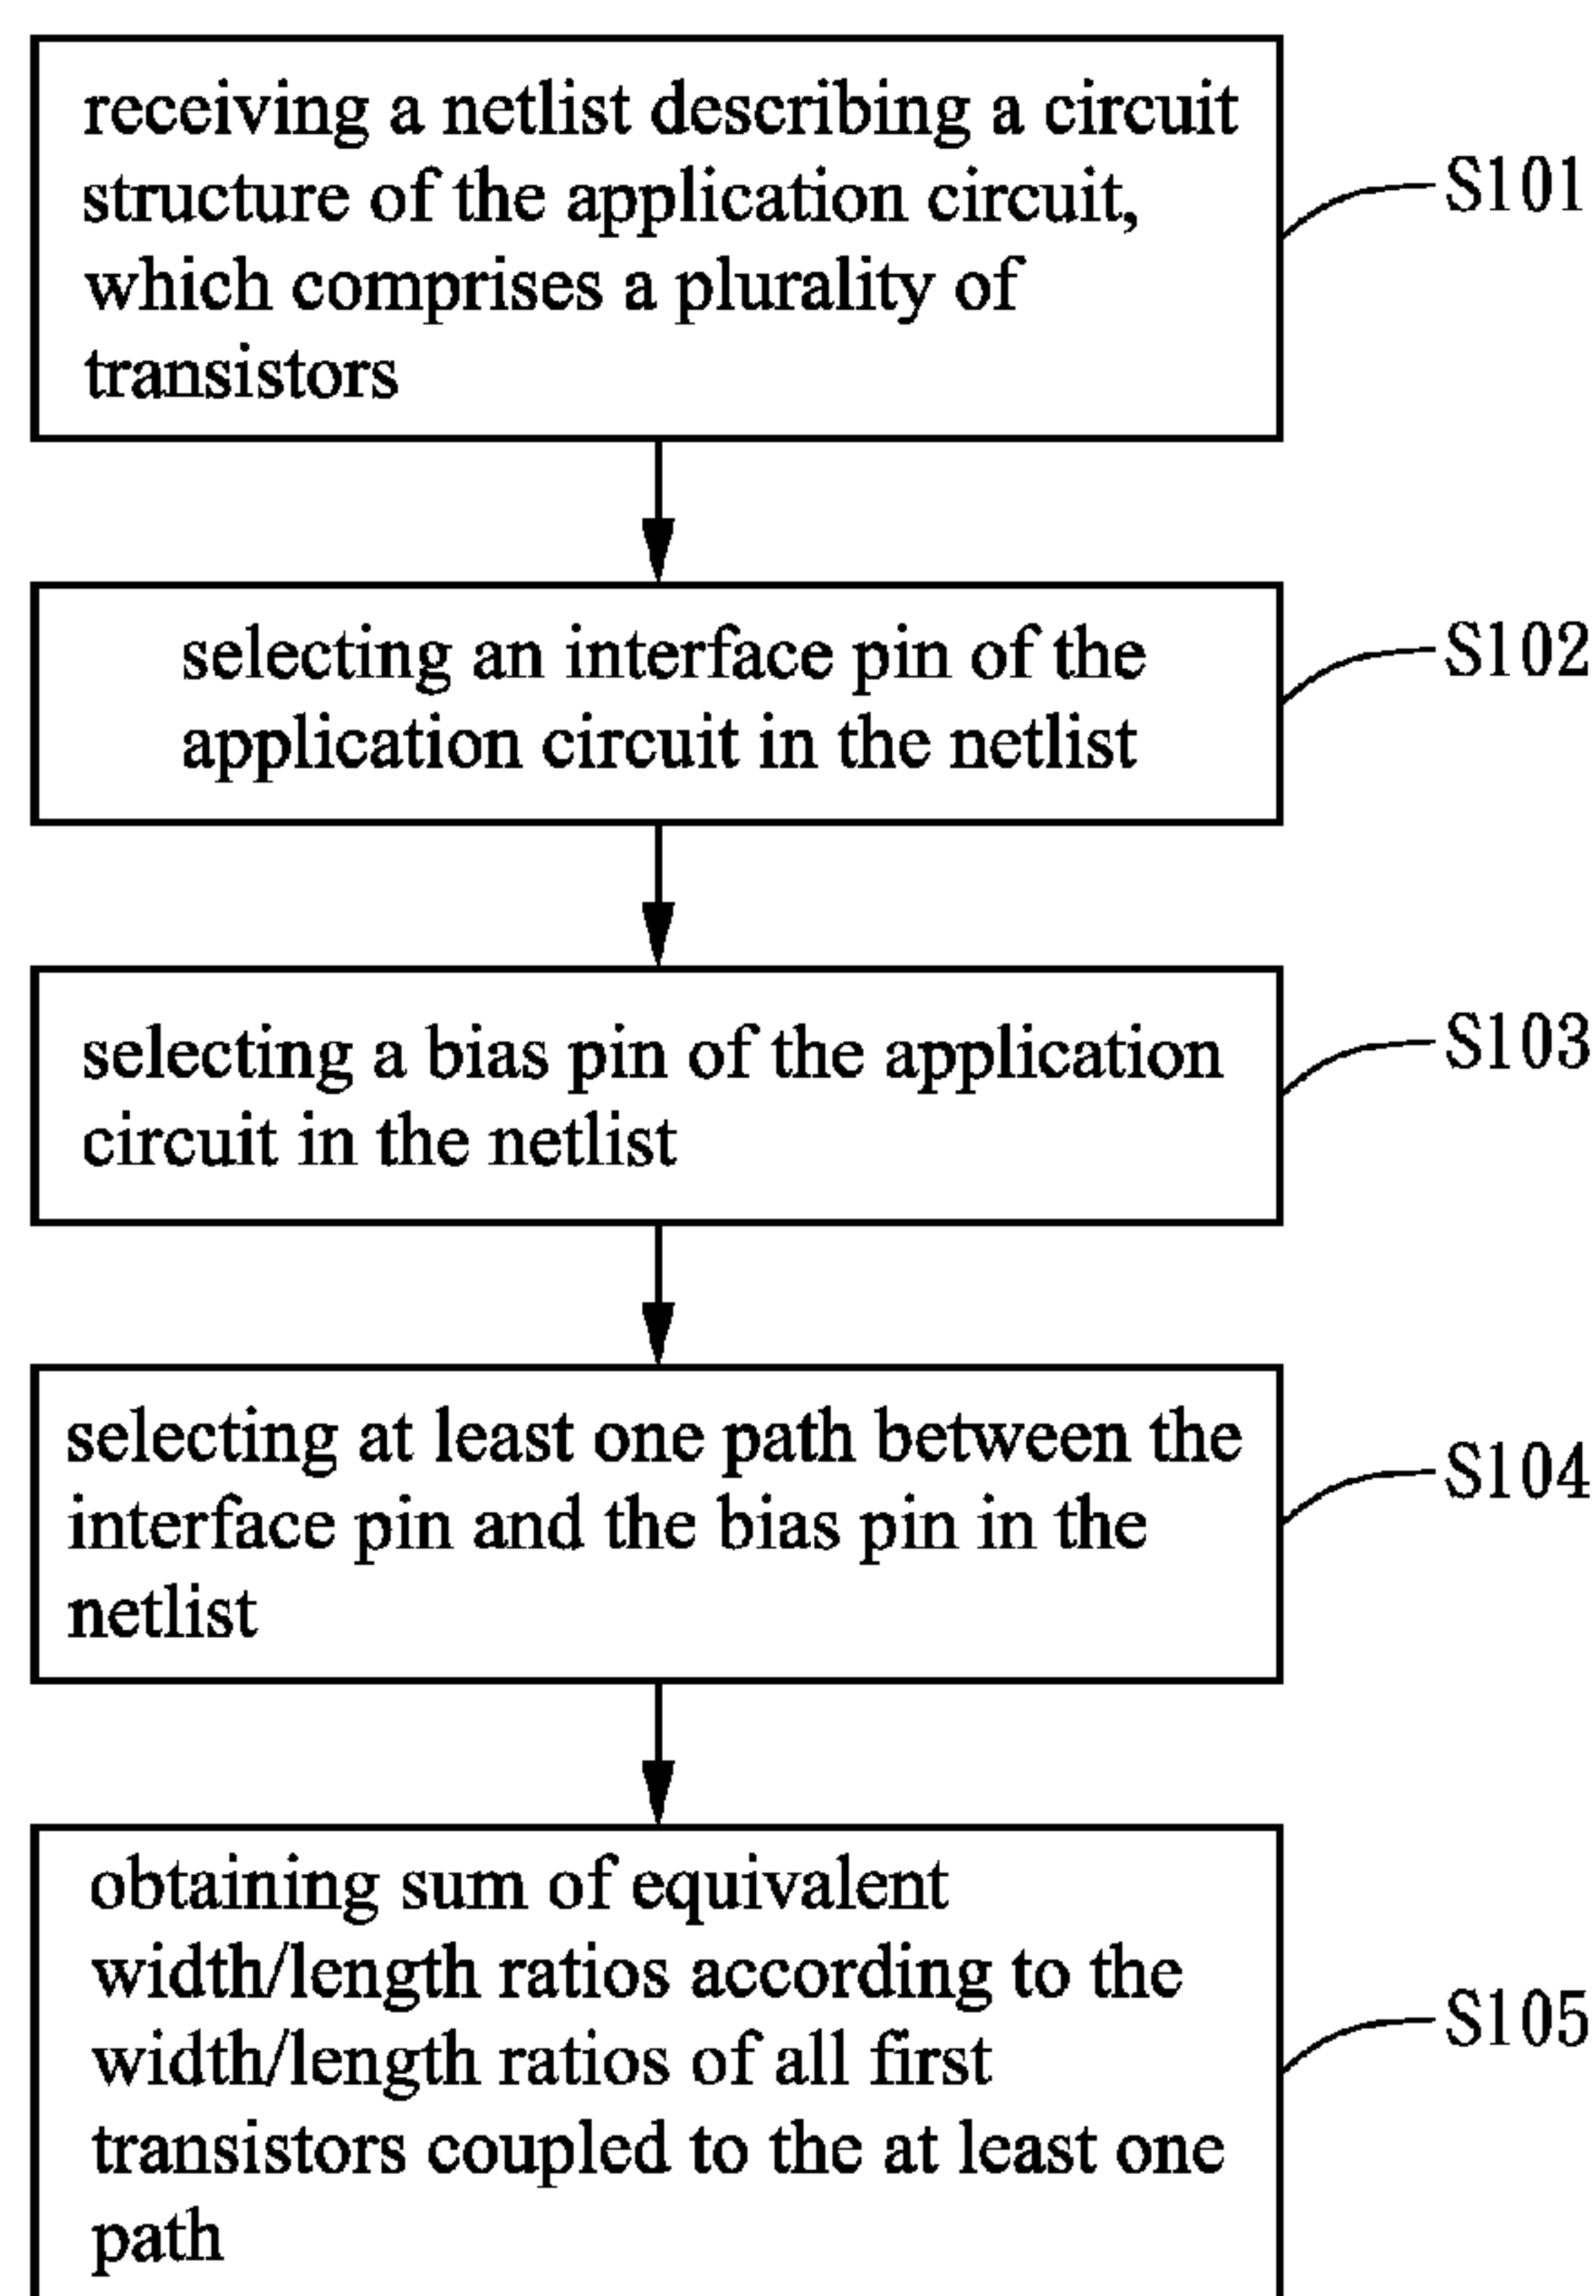 receiving a netlist describing a circuit
structure of the application circuit,
which comprises a plurality of
transistors
S101
selecting an interface pin of the
application circuit in the netlist
S102
selecting a bias pin of the application
circuit in the netlist
S103
selecting at least one path between the
interface pin and the bias pin in the
netlist
S104
obtaining sum of equivalent
width/length ratios according to the
width/length ratios of all first
transistors coupled to the at least one
path
S105